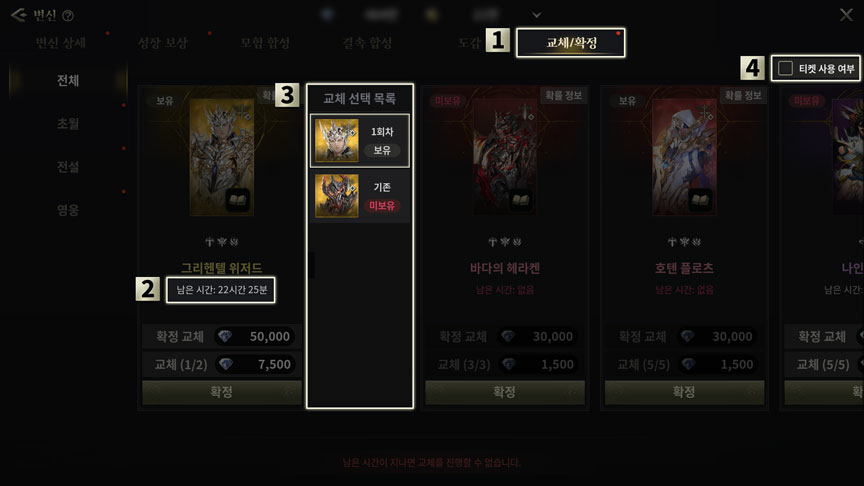 변신 ?
변신 상세 성장 보상 모험 합성 결속 합성 도감 1 교체/확정
4 티켓 사용 여부
전체
초월
전설
영웅
보유
그리헨텔 위저드
2 남은 시간: 22시간 25분
확정 교체 50,000
교체 (1/2) 7,500
확정
3 교체 선택 목록
1회차
보유
기존
미보유
미보유 확률 정보
바다의 헤라켄
남은 시간: 없음
확정 교체 30,000
교체 (3/3) 1,500
확정
보유 확률 정보
호텐 플로츠
남은 시간: 없음
확정 교체 30,000
교체 (5/5) 1,500
확정
미보유
나인
남은 시간:
확정 교체
교체 (5/5)
남은 시간이 지나면 교체를 진행할 수 없습니다.